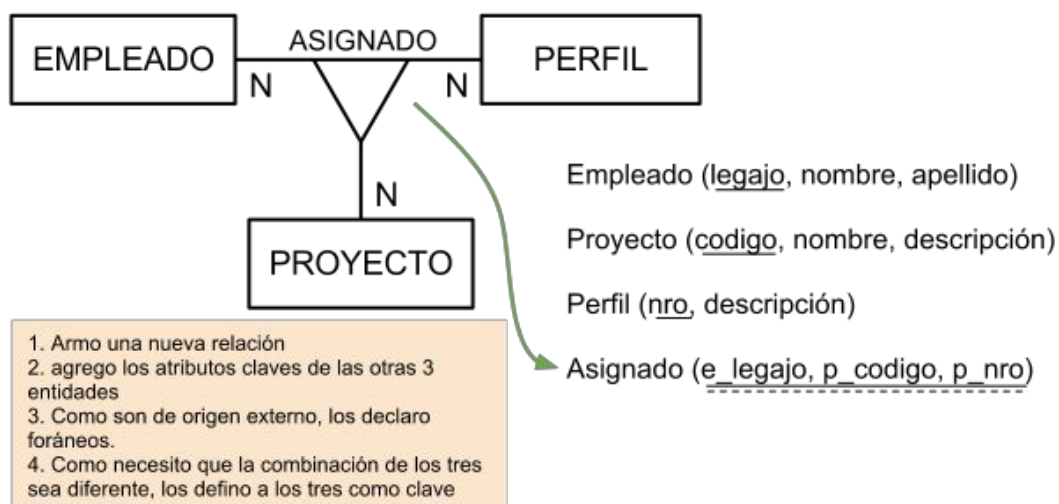 ASIGNADO
EMPLEADO
PERFIL
N
N
N
PROYECTO
Empleado (legajo, nombre, apellido)
Proyecto (codigo, nombre, descripción)
Perfil (nro, descripción)
Asignado (e_legajo, p_codigo, p_nro)
1. Armo una nueva relación
2. agrego los atributos claves de las otras 3
entidades
3. Como son de origen externo, los declaro
foráneos.
4. Como necesito que la combinación de los tres
sea diferente, los defino a los tres como clave